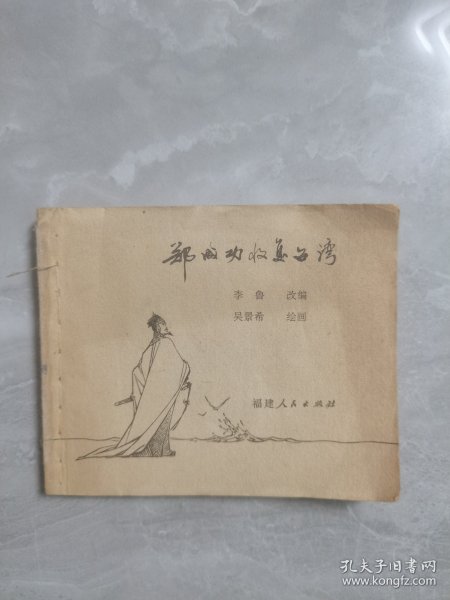 郑成功收复台湾
李鲁 改编
吴景希 绘画
福建人民出版社
孔夫子旧书网
www.kongfz.com